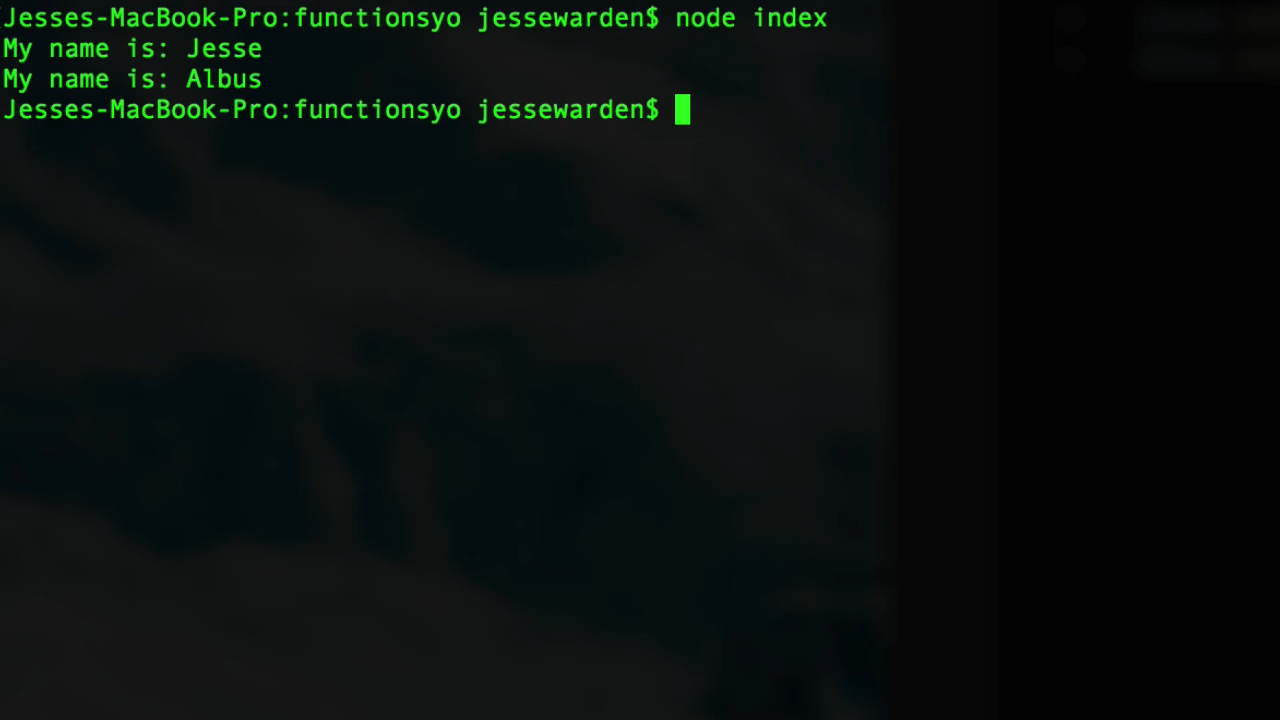 Jesses-MacBook-Pro:functionsyo jessewarden$ node index
My name is: Jesse
My name is: Albus
Jesses-MacBook-Pro:functionsyo jessewarden$